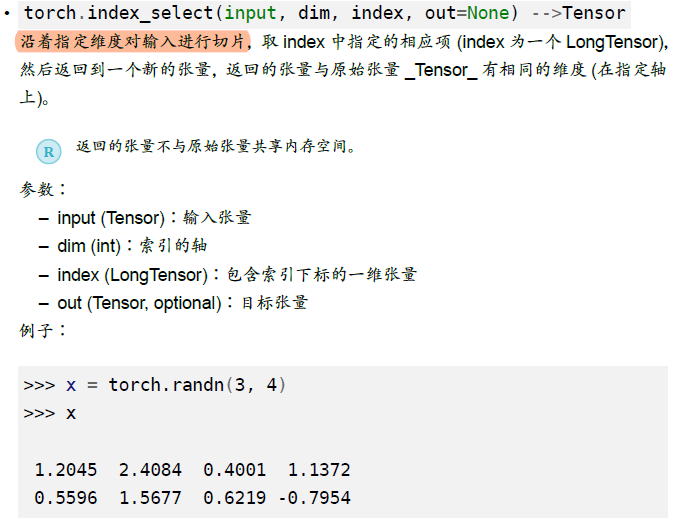 • torch.index_select(input, dim, index, out=None) -->Tensor
沿着指定维度对输入进行切片，取 index 中指定的相应项 (index 为一个 LongTensor),
然后返回到一个新的张量，返回的张量与原始张量 _Tensor_ 有相同的维度 (在指定轴
上)。
R 返回的张量不与原始张量共享内存空间。
参数：
– input (Tensor)：输入张量
– dim (int)：索引的轴
– index (LongTensor)：包含索引下标的一维张量
– out (Tensor, optional)：目标张量
例子：
>>> x = torch.randn(3, 4)
>>> x
1.2045 2.4084 0.4001 1.1372
0.5596 1.5677 0.6219 -0.7954